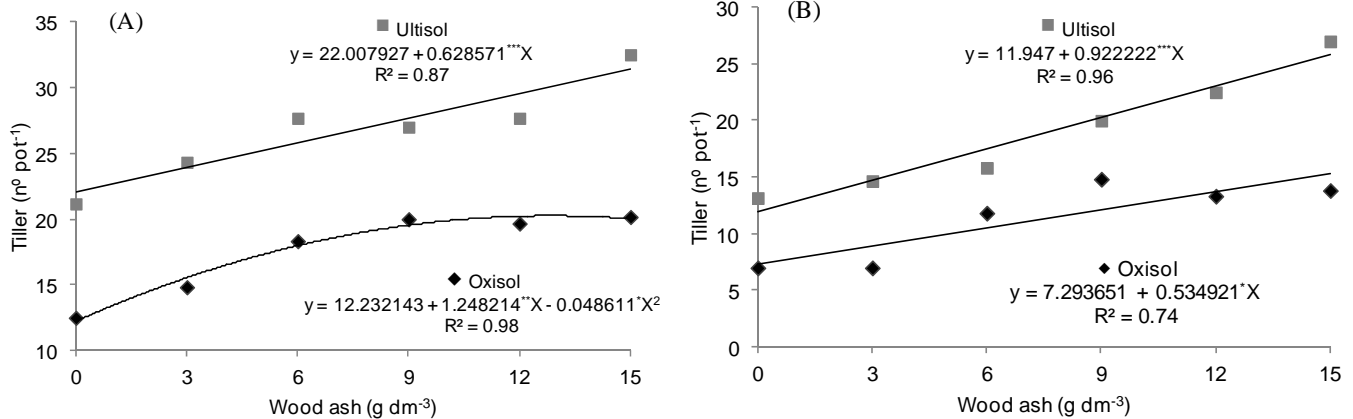 (A)
35
30
25
20
15
10
Tiller (nº pot⁻¹)
Ultisol
y = 22.007927 + 0.628571***X
R² = 0.87
Oxisol
y = 12.232143 + 1.248214**X - 0.048611*X²
R² = 0.98
0 3 6 9 12 15
Wood ash (g dm⁻³)
(B)
30
25
20
15
10
5
0
Tiller (nº pot⁻¹)
Ultisol
y = 11.947 + 0.922222***X
R² = 0.96
Oxisol
y = 7.293651 + 0.534921*X
R² = 0.74
0 3 6 9 12 15
Wood ash (g dm⁻³)